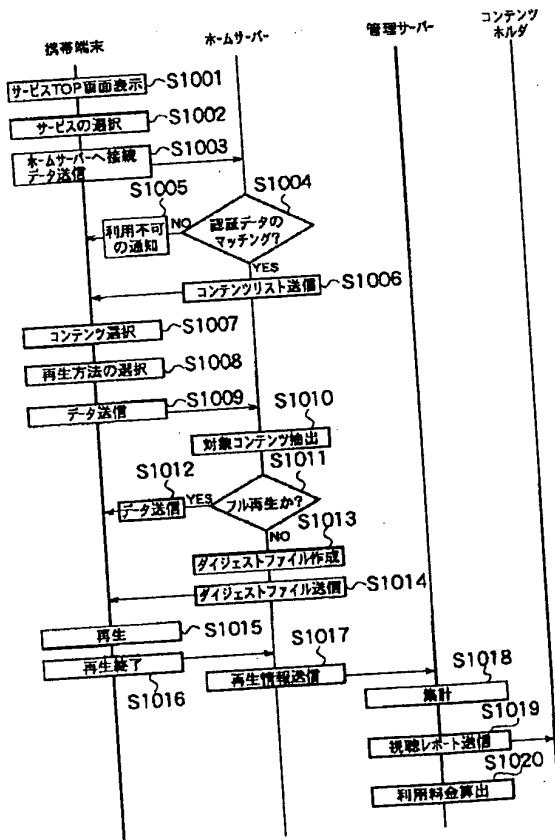 携帯端末
ホームサーバー
管理サーバー
コンテンツ
ホルダ
サービスTOP画面表示
S1001
サービスの選択
S1002
ホームサーバーへ接続
データ送信
S1003
S1004
認証データの
マッチング?
S1005
NO
利用不可
の通知
YES
コンテンツリスト送信
S1006
コンテンツ選択
S1007
再生方法の選択
S1008
データ送信
S1009
S1010
対象コンテンツ抽出
S1011
フル再生か?
S1012
YES
データ送信
NO
S1013
ダイジェストファイル作成
ダイジェストファイル送信
S1014
再生
S1015
再生終了
S1016
S1017
再生情報送信
S1018
集計
S1019
視聴レポート送信
S1020
利用料金算出